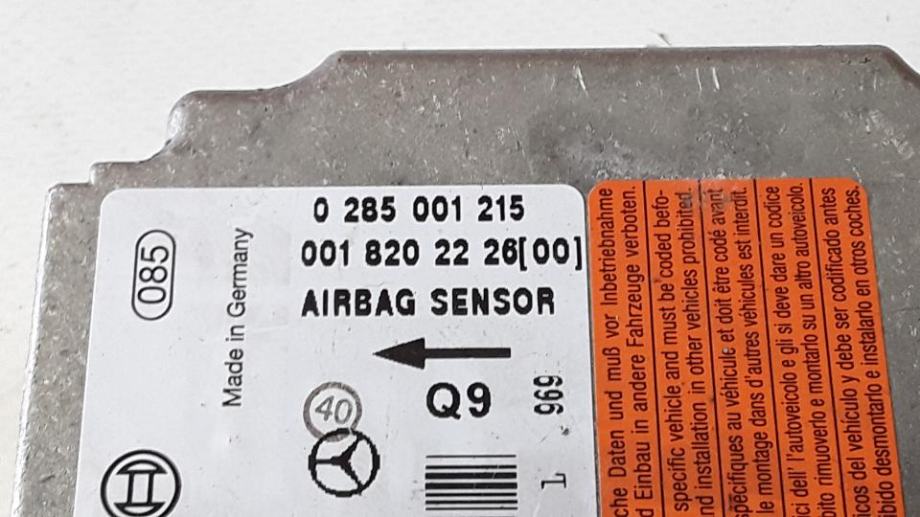 0 285 001 215
001 820 22 26[00]
AIRBAG SENSOR
085
Made in Germany
40
Q9
969
L
che Daten und muß vor Inbetriebnahme
d Einbau in andere Fahrzeuge verboten.
specific vehicle and must be coded befo-
nd installation in other vehicles prohibited.
spécifiques au véhicule et doit être codé avant
le montage dans d'autres véhicules est interdit.
ci dell' l'autoveicolo e gli si deve dare un codice
bito rimuoverlo e montarlo su un altro autoveicolo.
icos del vehículo y debe ser codificado antes
ibido desmontarlo e instalarlo en otros coches.